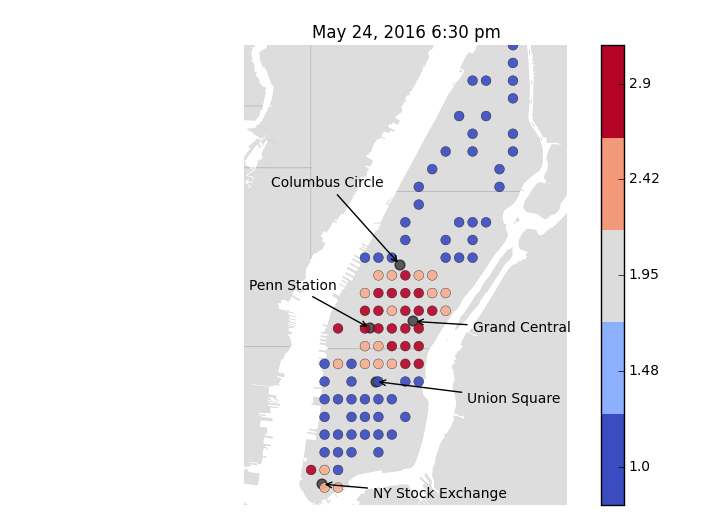 May 24, 2016 6:30 pm
2.9
Columbus Circle
2.42
Penn Station
1.95
Grand Central
1.48
Union Square
1.0
NY Stock Exchange